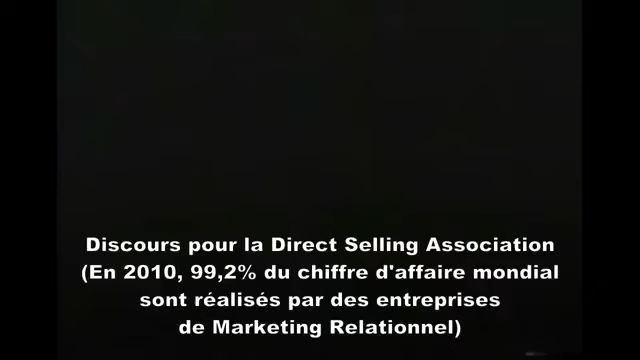 Discours pour la Direct Selling Association
(En 2010, 99,2% du chiffre d'affaire mondial
sont réalisés par des entreprises
de Marketing Relationnel)